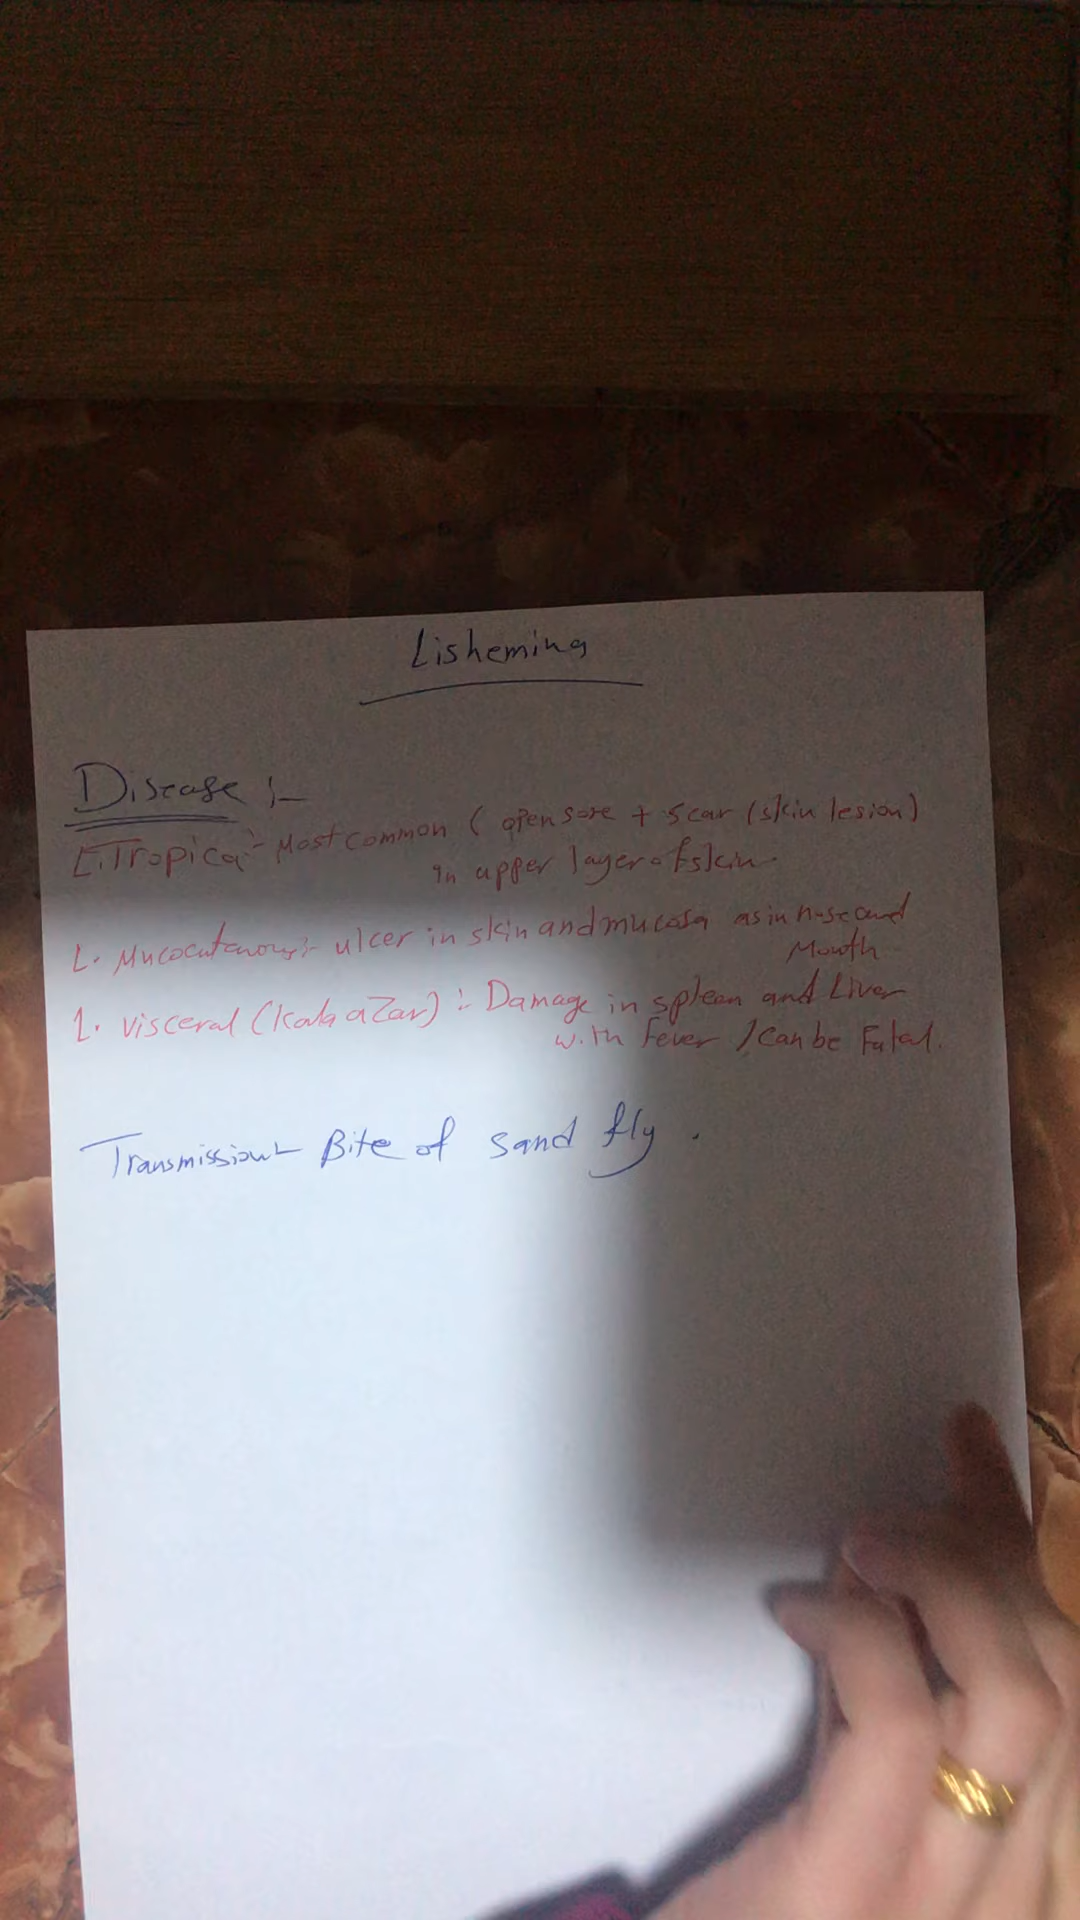 Lisheming
Disease :-
L.Tropica :- Most common ( open sore + scar (skin lesion)
in upper layer of skin.
L. Mucocutanous :- ulcer in skin and mucosa as in nose and
Mouth
L. visceral (kala aZar) :- Damage in spleen and Liver
with Fever / can be Fatal.
Transmission:- Bite of sand fly .